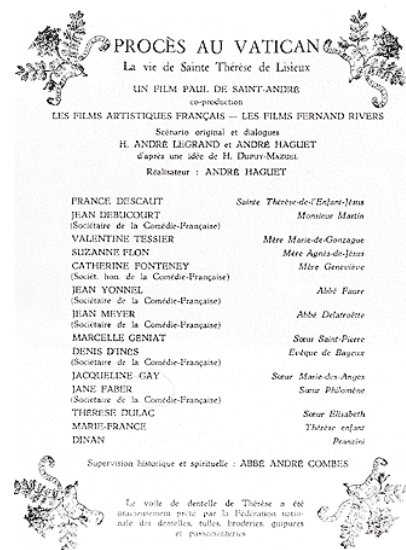 PROCÈS AU VATICAN
La vie de Sainte Thérèse de Lisieux
UN FILM PAUL DE SAINT-ANDRÉ
co-production
LES FILMS ARTISTIQUES FRANÇAIS — LES FILMS FERNAND RIVERS
Scénario original et dialogues
H. ANDRÉ LEGRAND et ANDRÉ HAGUET
d'après une idée de H. DUPUY-MAZUEL
Réalisateur : ANDRÉ HAGUET
FRANCE DESCAUT Sainte Thérèse-de-l'Enfant-Jésus
JEAN DEBUCOURT Monsieur Martin
(Sociétaire de la Comédie-Française)
VALENTINE TESSIER Mère Marie-de-Gonzague
SUZANNE FLON Mère Agnès-de-Jésus
CATHERINE FONTENEY Mère Geneviève
(Sociét. hon. de la Comédie-Française)
JEAN YONNEL Abbé Faure
(Sociétaire de la Comédie-Française)
JEAN MEYER Abbé Delatroëtte
(Sociétaire de la Comédie-Française)
MARCELLE GENIAT Sœur Saint-Pierre
DENIS D'INÈS Evêque de Bayeux
(Sociétaire de la Comédie-Française)
JACQUELINE GAY Sœur Marie-des-Anges
JANE FABER Sœur Philomène
(Sociétaire de la Comédie-Française)
THÉRÈSE DULAC Sœur Elisabeth
MARIE-FRANCE Thérèse enfant
DINAN Pranzini
Supervision historique et spirituelle : ABBÉ ANDRÉ COMBES
Le voile de dentelle de Thérèse a été
gracieusement prêté par la Fédération natio-
nale des dentelles, tulles, broderies, guipures
et passementeries